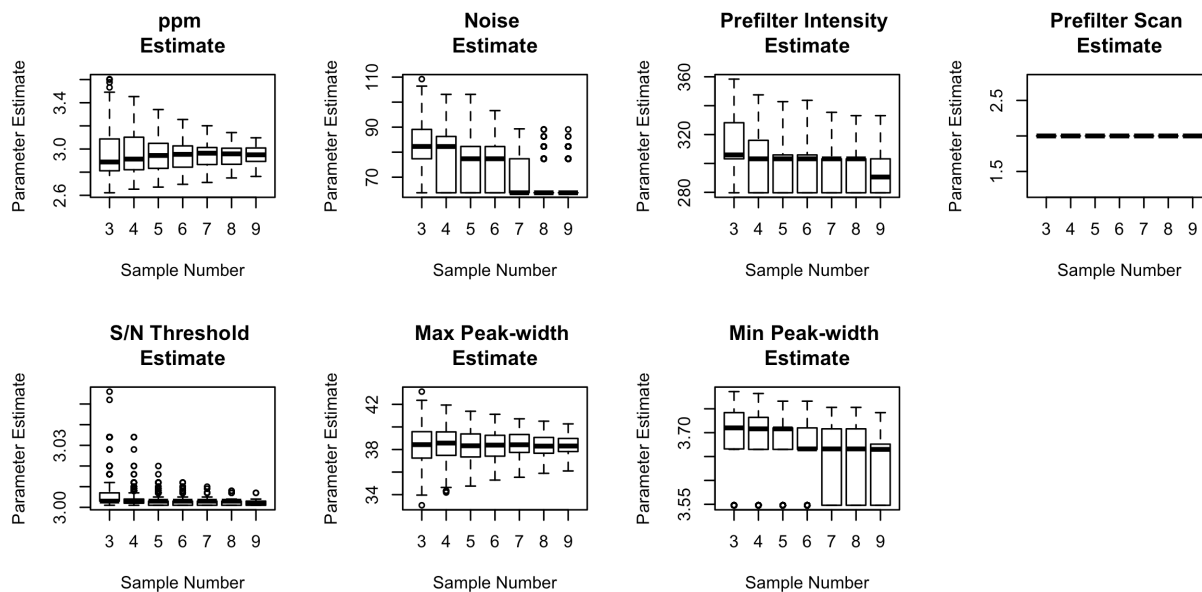 ppm
Estimate
Parameter Estimate
2.6 3.0 3.4
3 4 5 6 7 8 9
Sample Number
Noise
Estimate
Parameter Estimate
70 90 110
3 4 5 6 7 8 9
Sample Number
Prefilter Intensity
Estimate
Parameter Estimate
280 320 360
3 4 5 6 7 8 9
Sample Number
Prefilter Scan
Estimate
Parameter Estimate
1.5 2.5
3 4 5 6 7 8 9
Sample Number
S/N Threshold
Estimate
Parameter Estimate
3.00 3.03
3 4 5 6 7 8 9
Sample Number
Max Peak-width
Estimate
Parameter Estimate
34 38 42
3 4 5 6 7 8 9
Sample Number
Min Peak-width
Estimate
Parameter Estimate
3.55 3.70
3 4 5 6 7 8 9
Sample Number